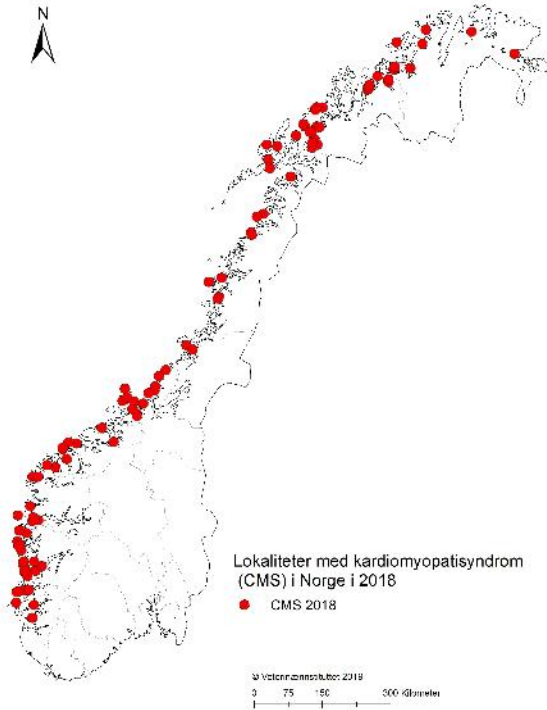 N
Lokaliteter med kardiomyopatisyndrom
(CMS) i Norge i 2018
CMS 2018
© Veterinærinstituttet 2019
0 75 150 300 Kilometer